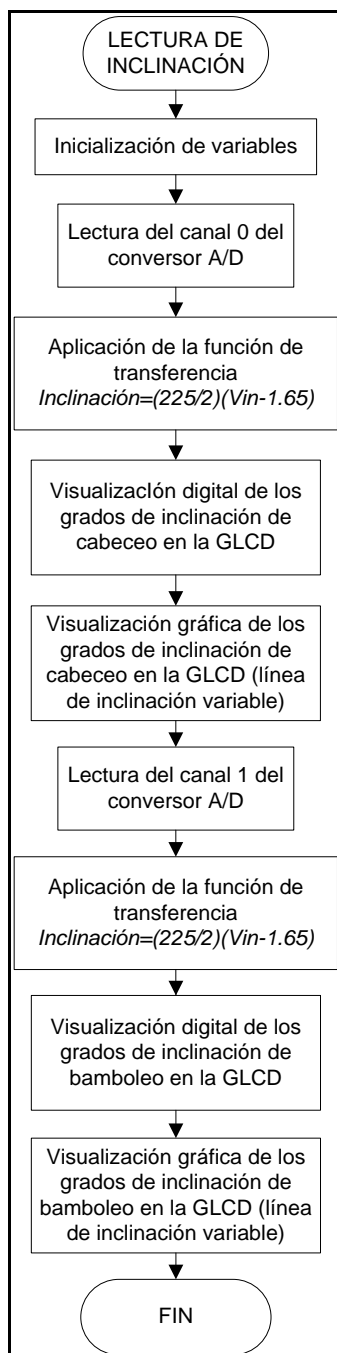 LECTURA DE
INCLINACIÓN
Inicialización de variables
Lectura del canal 0 del
conversor A/D
Aplicación de la función de
transferencia
Inclinación=(225/2)(Vin-1.65)
Visualización digital de los
grados de inclinación de
cabeceo en la GLCD
Visualización gráfica de los
grados de inclinación de
cabeceo en la GLCD (línea
de inclinación variable)
Lectura del canal 1 del
conversor A/D
Aplicación de la función de
transferencia
Inclinación=(225/2)(Vin-1.65)
Visualización digital de los
grados de inclinación de
bamboleo en la GLCD
Visualización gráfica de los
grados de inclinación de
bamboleo en la GLCD (línea
de inclinación variable)
FIN